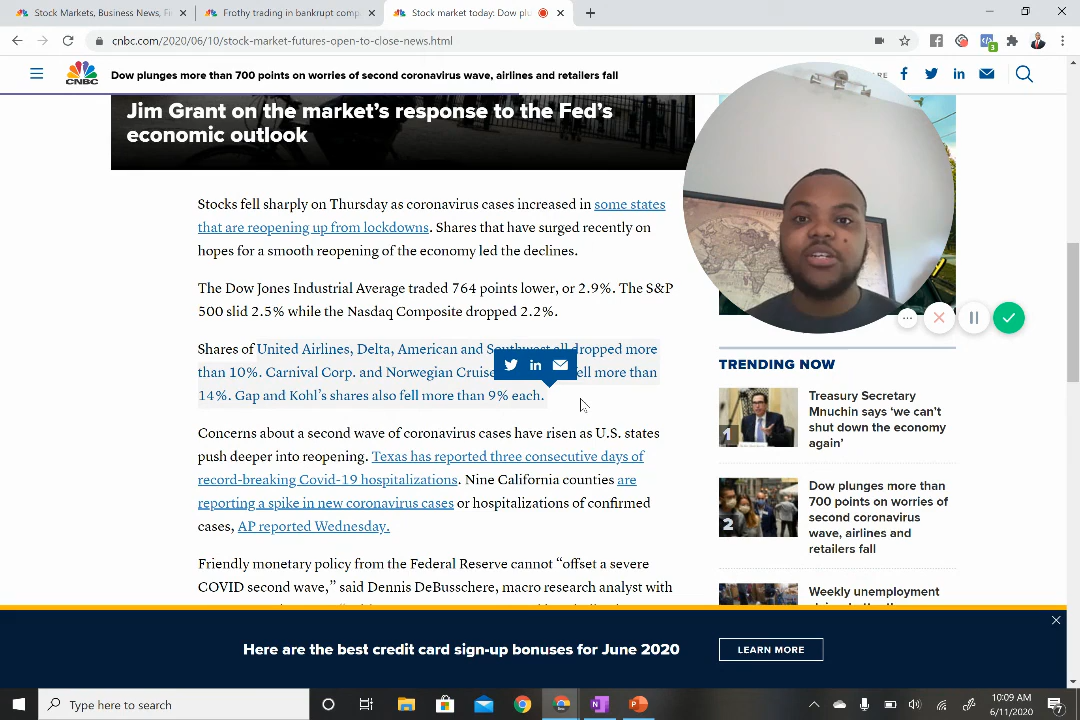 Stock Markets, Business News, Fi
Frothy trading in bankrupt comp
Stock market today: Dow plu
cnbc.com/2020/06/10/stock-market-futures-open-to-close-news.html
3
CNBC
Dow plunges more than 700 points on worries of second coronavirus wave, airlines and retailers fall
ARE
Jim Grant on the market's response to the Fed's
economic outlook
Stocks fell sharply on Thursday as coronavirus cases increased in some states
that are reopening up from lockdowns. Shares that have surged recently on
hopes for a smooth reopening of the economy led the declines.
The Dow Jones Industrial Average traded 764 points lower, or 2.9%. The S&P
500 slid 2.5% while the Nasdaq Composite dropped 2.2%.
Shares of United Airlines, Delta, American and Southwest all dropped more
than 10%. Carnival Corp. and Norwegian Cruise ell more than
14%. Gap and Kohl's shares also fell more than 9% each.
Concerns about a second wave of coronavirus cases have risen as U.S. states
push deeper into reopening. Texas has reported three consecutive days of
record-breaking Covid-19 hospitalizations. Nine California counties are
reporting a spike in new coronavirus cases or hospitalizations of confirmed
cases, AP reported Wednesday.
Friendly monetary policy from the Federal Reserve cannot “offset a severe
COVID second wave,” said Dennis DeBusschere, macro research analyst with
TRENDING NOW
1
Treasury Secretary
Mnuchin says ‘we can't
shut down the economy
again’
2
Dow plunges more than
700 points on worries of
second coronavirus
wave, airlines and
retailers fall
Weekly unemployment
Here are the best credit card sign-up bonuses for June 2020
LEARN MORE
Type here to search
10:09 AM
6/11/2020
7